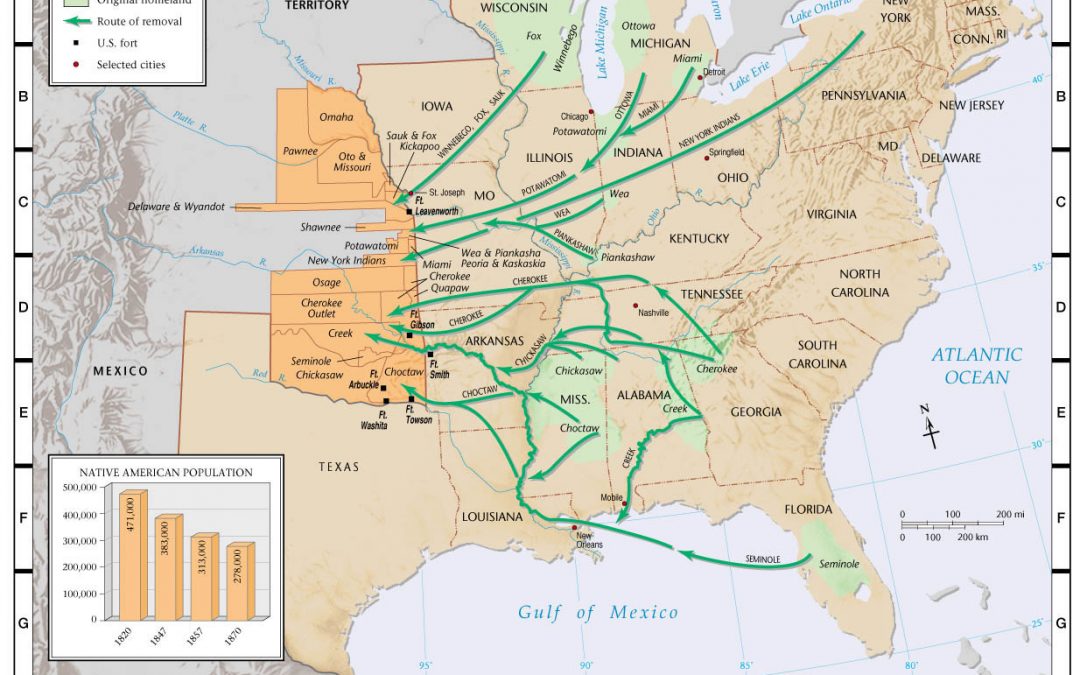 TERRITORY
Original homeland
Route of removal
U.S. fort
Selected cities
WISCONSIN
Fox
Winnebego
Mississippi R.
Lake Michigan
Ottowa
MICHIGAN
Miami
Detroit
Lake Erie
Lake Ontario
NEW
YORK
MASS.
CONN.
RI
B
B
40°
Missouri R.
Platte R.
IOWA
Omaha
Pawnee
Oto &
Missouri
Sauk & Fox
Kickapoo
WINNEBEGO, FOX, SAUK
Chicago
Potawatomi
OTTOWA
MIAMI
NEW YORK INDIANS
PENNSYLVANIA
NEW JERSEY
MD
DELAWARE
ILLINOIS
INDIANA
Springfield
OHIO
C
C
St. Joseph
Ft.
Leavenworth
MO
POTAWATOMI
Wea
WEA
PIANKASHAW
Piankashaw
Ohio R.
Mississippi
VIRGINIA
KENTUCKY
Delaware & Wyandot
Shawnee
Potawatomi
New York Indians
Arkansas R.
Miami
Wea & Piankasha
Peoria & Kaskaskia
35°
D
D
Osage
Cherokee
Quapaw
Cherokee
Outlet
Ft.
Gibson
CHEROKEE
CHEROKEE
Nashville
TENNESSEE
NORTH
CAROLINA
Creek
ARKANSAS
CHICKASAW
Chickasaw
Cherokee
SOUTH
CAROLINA
ATLANTIC
OCEAN
MEXICO
Seminole
Chickasaw
Choctaw
Ft.
Smith
Ft.
Arbuckle
Red R.
Ft.
Washita
Ft.
Towson
CHOCTAW
MISS.
ALABAMA
Creek
GEORGIA
E
E
N
Choctaw
CREEK
30°
TEXAS
Mobile
LOUISIANA
New
Orleans
FLORIDA
SEMINOLE
Seminole
F
F
0 100 200 mi
0 100 200 km
Gulf of Mexico
G
G
25°
95°
90°
85°
80°
NATIVE AMERICAN POPULATION
500,000
400,000
300,000
200,000
100,000
0
471,000
383,000
313,000
278,000
1820
1847
1857
1870